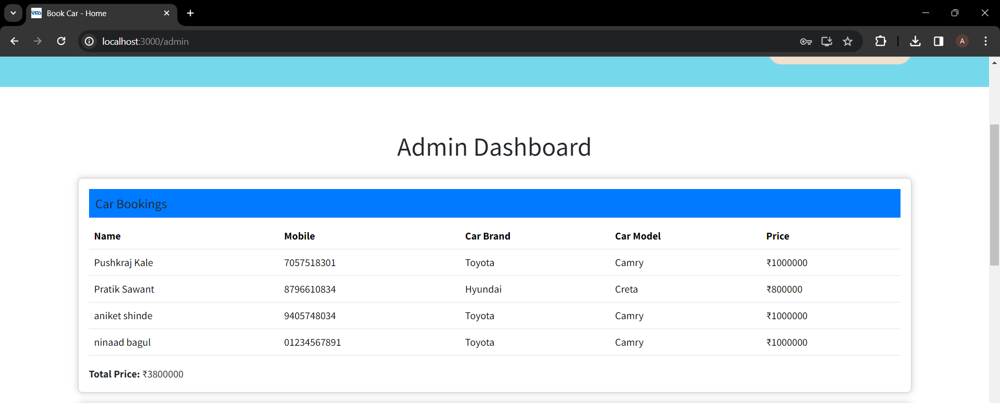 vms Book Car - Home
localhost:3000/admin
A
Admin Dashboard
Car Bookings
Name Mobile Car Brand Car Model Price
Pushkraj Kale 7057518301 Toyota Camry ₹1000000
Pratik Sawant 8796610834 Hyundai Creta ₹800000
aniket shinde 9405748034 Toyota Camry ₹1000000
ninaad bagul 01234567891 Toyota Camry ₹1000000
Total Price: ₹3800000